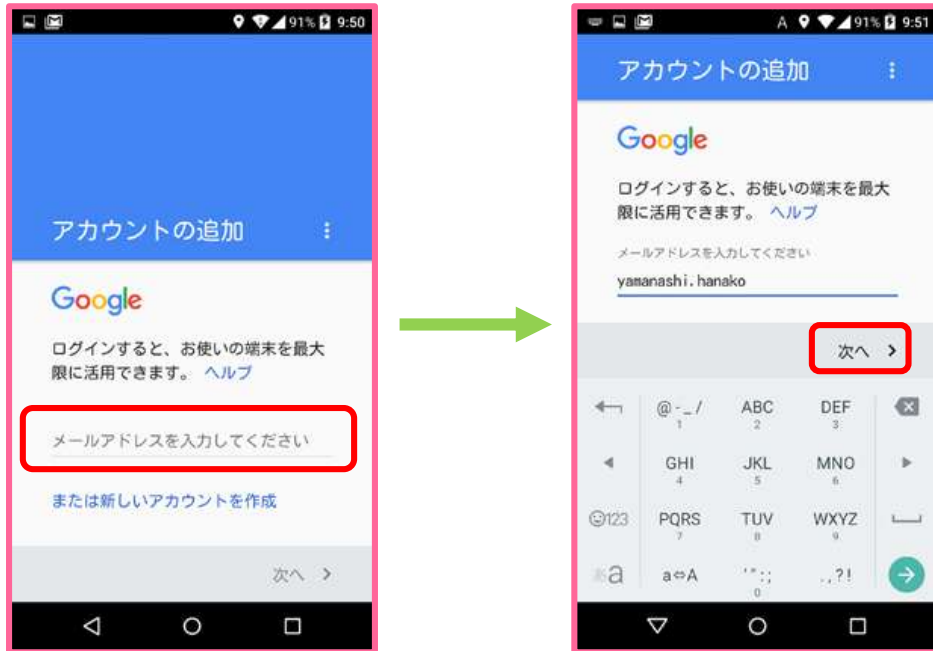 91% 9:50
アカウントの追加
Google
ログインすると、お使いの端末を最大
限に活用できます。 ヘルプ
メールアドレスを入力してください
または新しいアカウントを作成
次へ >
A 91% 9:51
アカウントの追加
Google
ログインすると、お使いの端末を最大
限に活用できます。 ヘルプ
メールアドレスを入力してください
yamanashi.hanako
次へ >
@-_/ ABC DEF
1 2 3
GHI JKL MNO
4 5 6
123 PQRS TUV WXYZ
7 8 9
あa a⇔A '":; .,?!
0